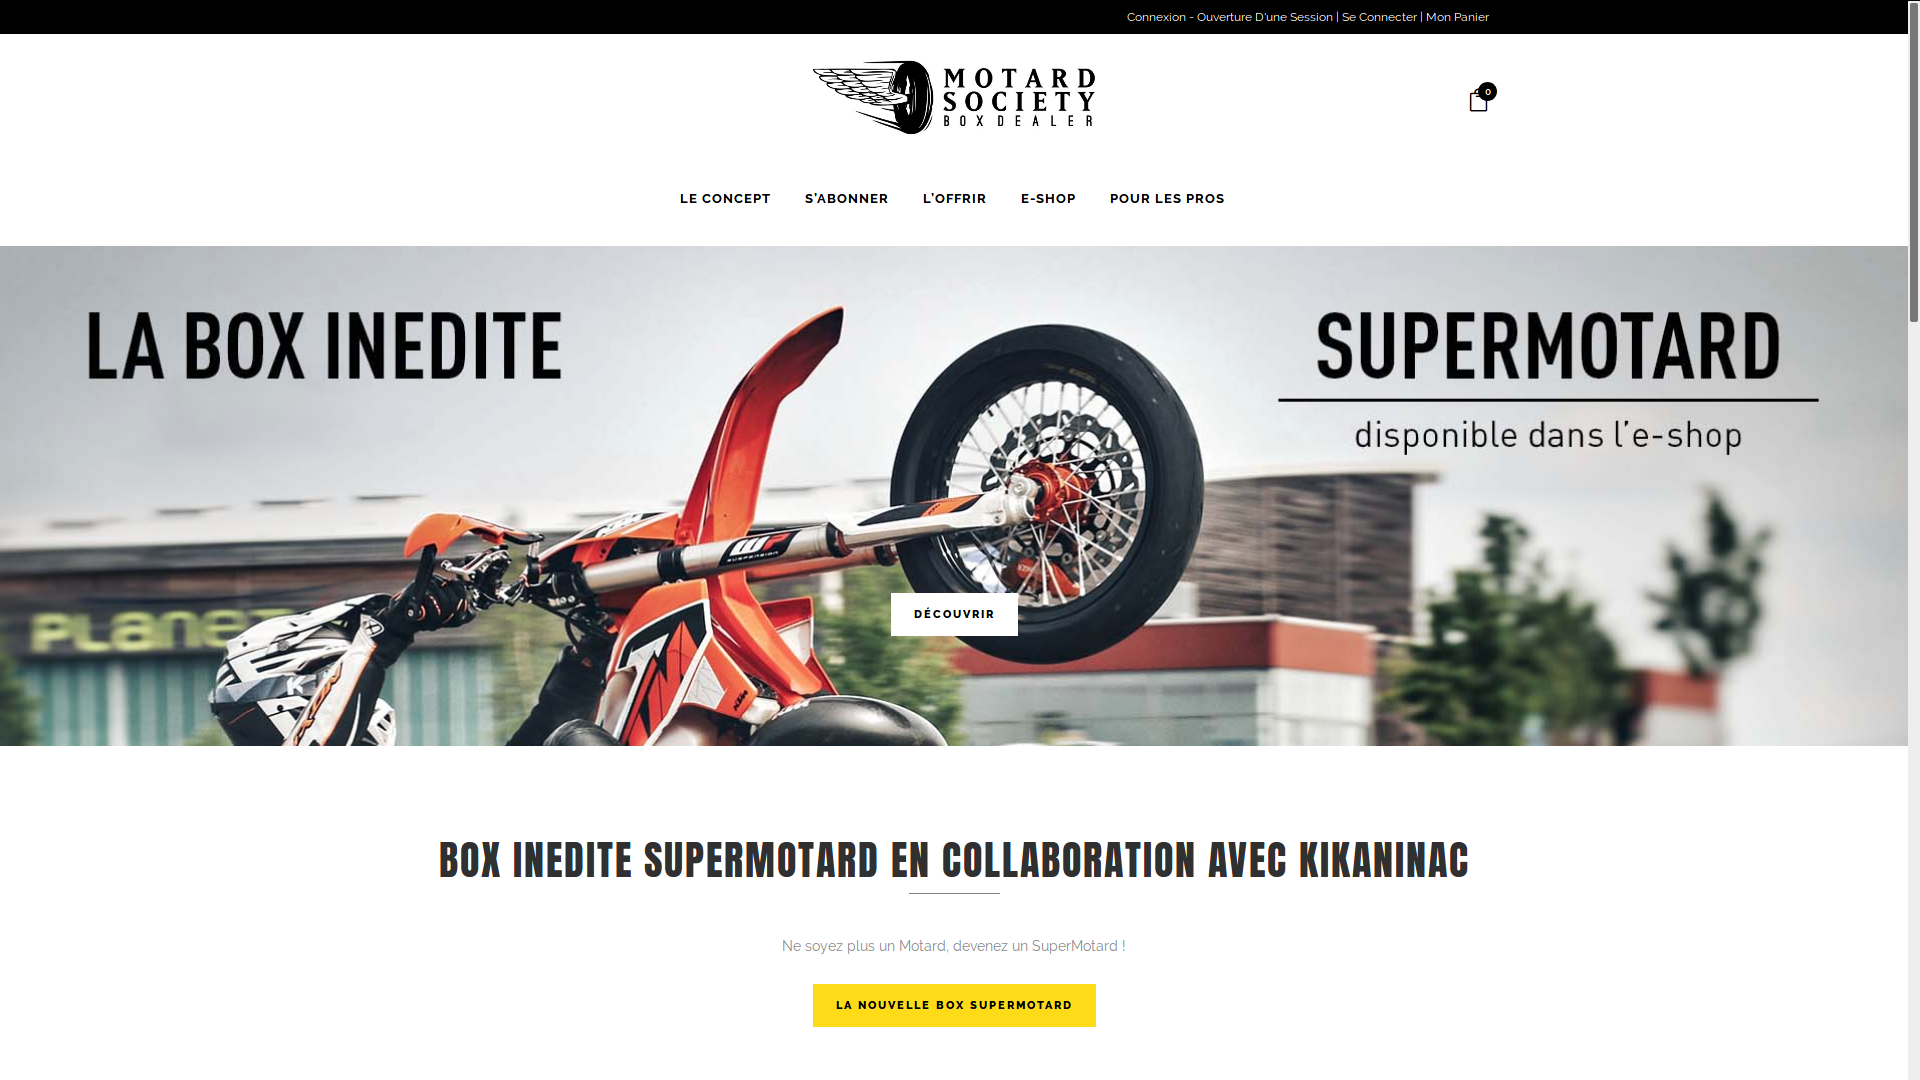 Connexion - Ouverture D'une Session | Se Connecter | Mon Panier
MOTARD
SOCIETY
BOXDEALER
0
LE CONCEPT
S'ABONNER
L'OFFRIR
E-SHOP
POUR LES PROS
LA BOX INEDITE
SUPERMOTARD
disponible dans l'e-shop
WP
SUSPENSION
PLANET
DÉCOUVRIR
KTM
BOX INEDITE SUPERMOTARD EN COLLABORATION AVEC KIKANINAC
Ne soyez plus un Motard, devenez un SuperMotard !
LA NOUVELLE BOX SUPERMOTARD